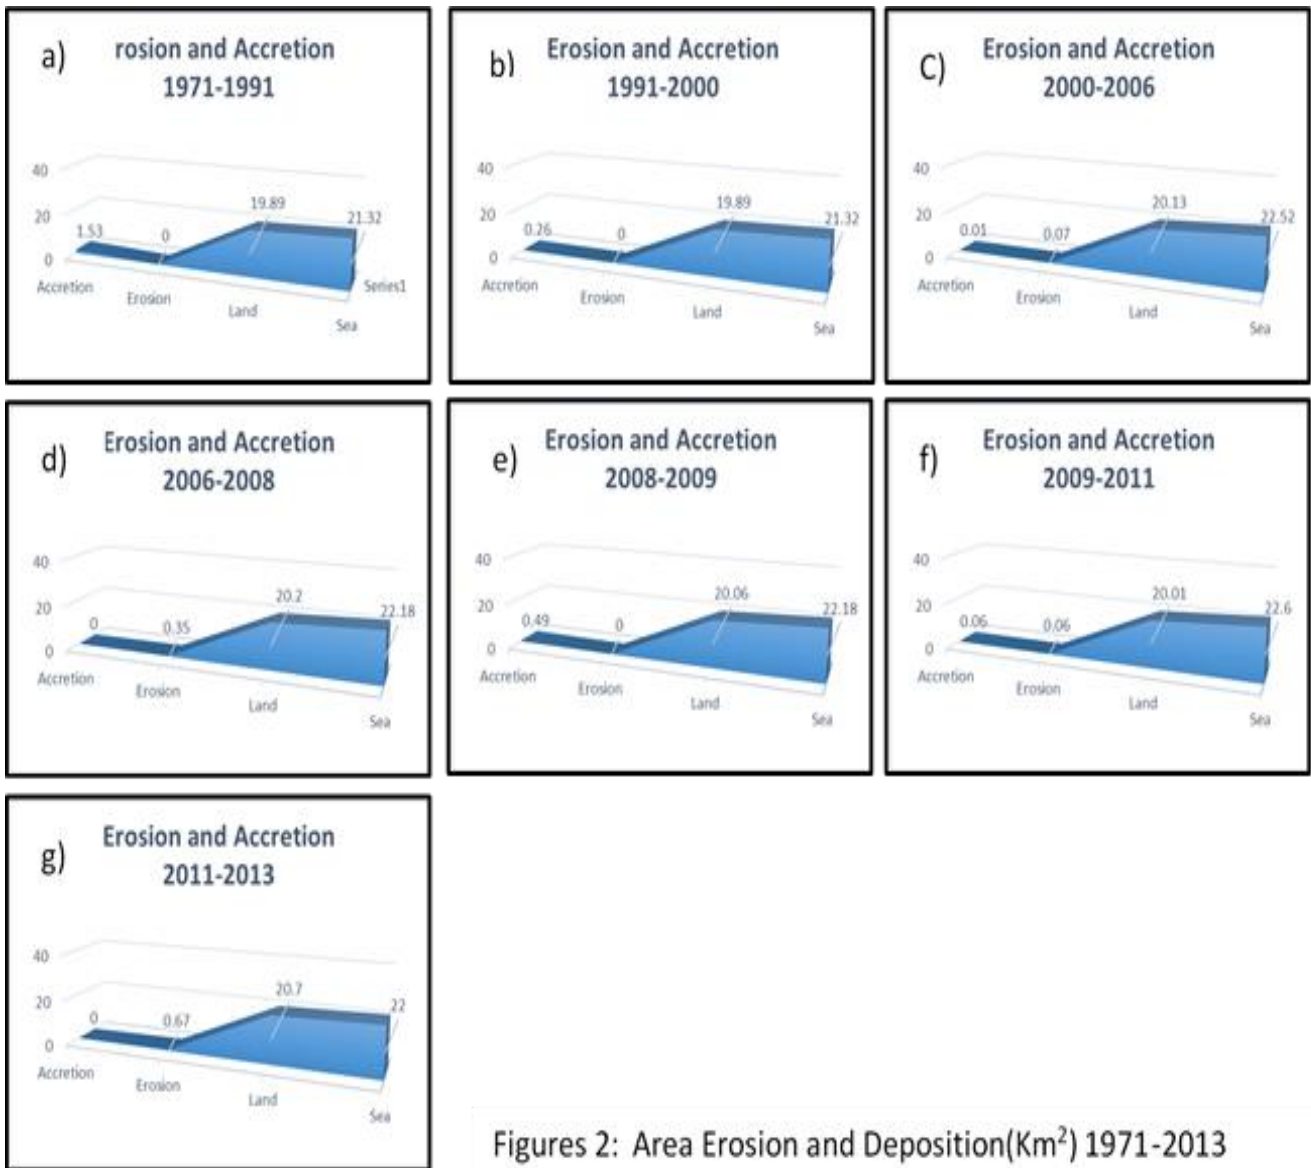 a)
rosion and Accretion
1971-1991
40
20
0
1.53
0
19.89
21.32
Accretion
Erosion
Land
Sea
Series1
b)
Erosion and Accretion
1991-2000
40
20
0
0.26
0
19.89
21.32
Accretion
Erosion
Land
Sea
C)
Erosion and Accretion
2000-2006
40
20
0
0.01
0.07
20.13
22.52
Accretion
Erosion
Land
Sea
d)
Erosion and Accretion
2006-2008
40
20
0
0
0.35
20.2
22.18
Accretion
Erosion
Land
Sea
e)
Erosion and Accretion
2008-2009
40
20
0
0.49
0
20.06
22.18
Accretion
Erosion
Land
Sea
f)
Erosion and Accretion
2009-2011
40
20
0
0.06
0.06
20.01
22.6
Accretion
Erosion
Land
Sea
g)
Erosion and Accretion
2011-2013
40
20
0
0
0.67
20.7
22
Accretion
Erosion
Land
Sea
Figures 2: Area Erosion and Deposition(Km²) 1971-2013